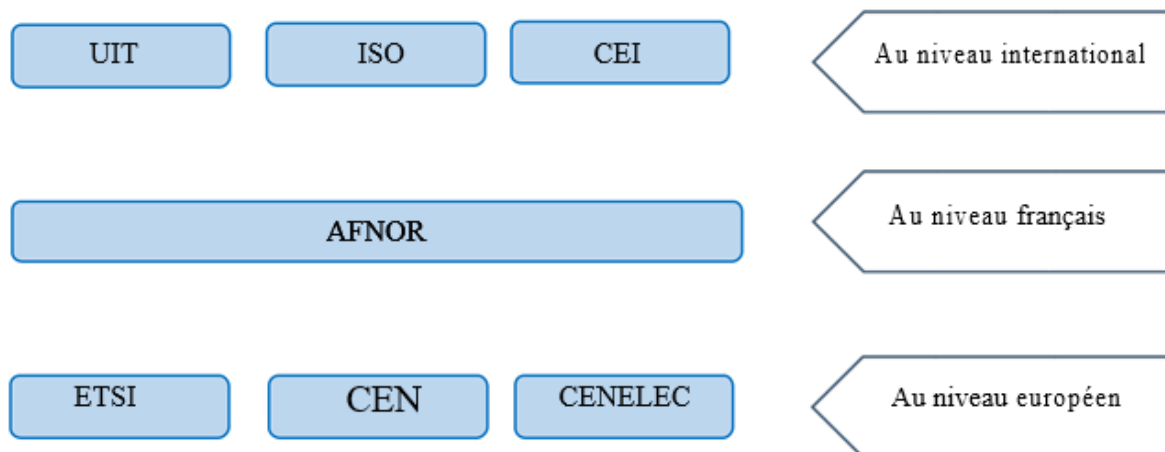 UIT
ISO
CEI
Au niveau international
AFNOR
Au niveau français
ETSI
CEN
CENELEC
Au niveau européen